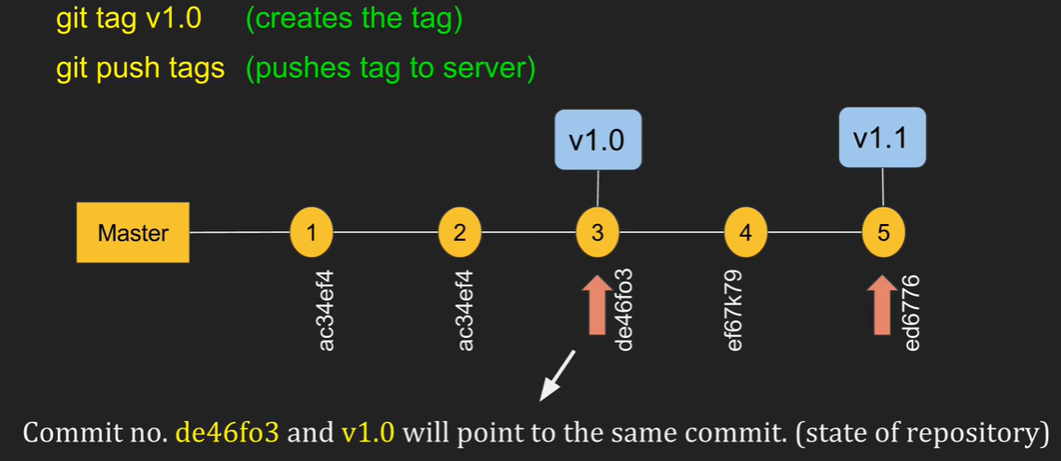 git tag v1.0 (creates the tag)
git push tags (pushes tag to server)
v1.0
v1.1
Master
1
2
3
4
5
ac34ef4
ac34ef4
de46fo3
ef67k79
ed6776
Commit no. de46fo3 and v1.0 will point to the same commit. (state of repository)